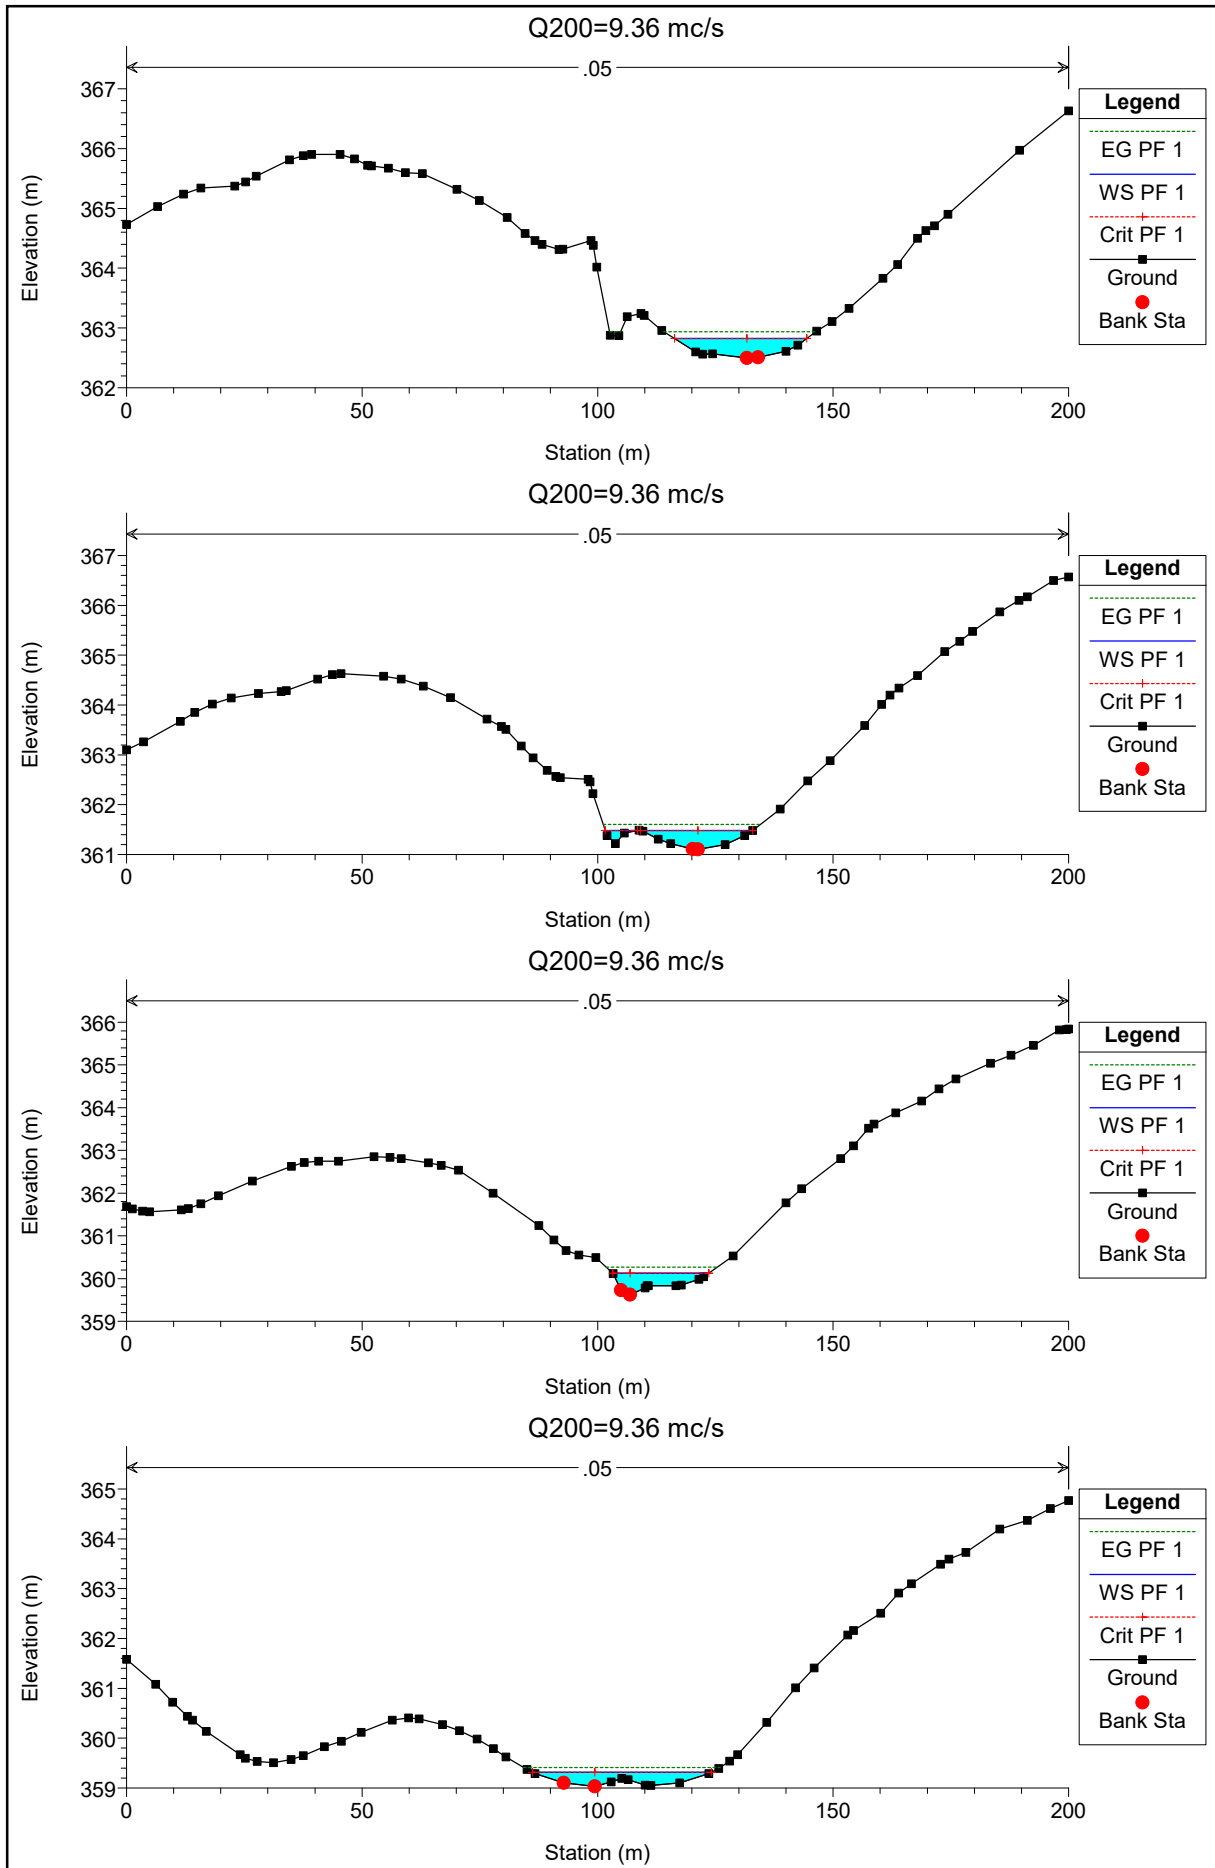 Q200=9.36 mc/s
.05
367
366
365
364
363
362
Elevation (m)
0
50
100
150
200
Station (m)
Legend
EG PF 1
WS PF 1
Crit PF 1
Ground
Bank Sta
Q200=9.36 mc/s
.05
367
366
365
364
363
362
361
Elevation (m)
0
50
100
150
200
Station (m)
Legend
EG PF 1
WS PF 1
Crit PF 1
Ground
Bank Sta
Q200=9.36 mc/s
.05
366
365
364
363
362
361
360
359
Elevation (m)
0
50
100
150
200
Station (m)
Legend
EG PF 1
WS PF 1
Crit PF 1
Ground
Bank Sta
Q200=9.36 mc/s
.05
365
364
363
362
361
360
359
Elevation (m)
0
50
100
150
200
Station (m)
Legend
EG PF 1
WS PF 1
Crit PF 1
Ground
Bank Sta